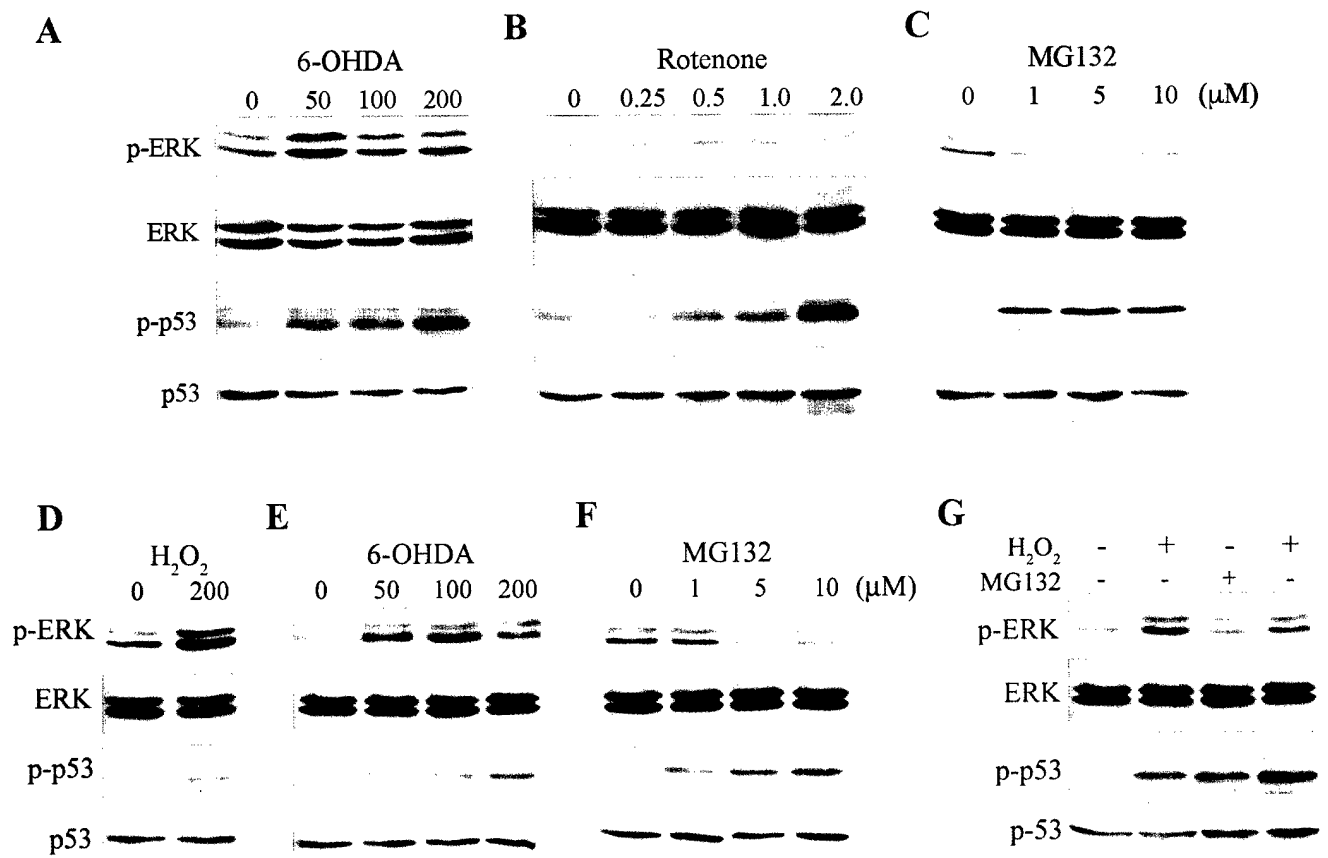 A
6-OHDA
0 50 100 200
p-ERK
ERK
p-p53
p53
B
Rotenone
0 0.25 0.5 1.0 2.0
C
MG132
0 1 5 10 (μM)
D
H₂O₂
0 200
p-ERK
ERK
p-p53
p53
E
6-OHDA
0 50 100 200
F
MG132
0 1 5 10 (μM)
G
H₂O₂ - + - +
MG132 - - + -
p-ERK
ERK
p-p53
p-53